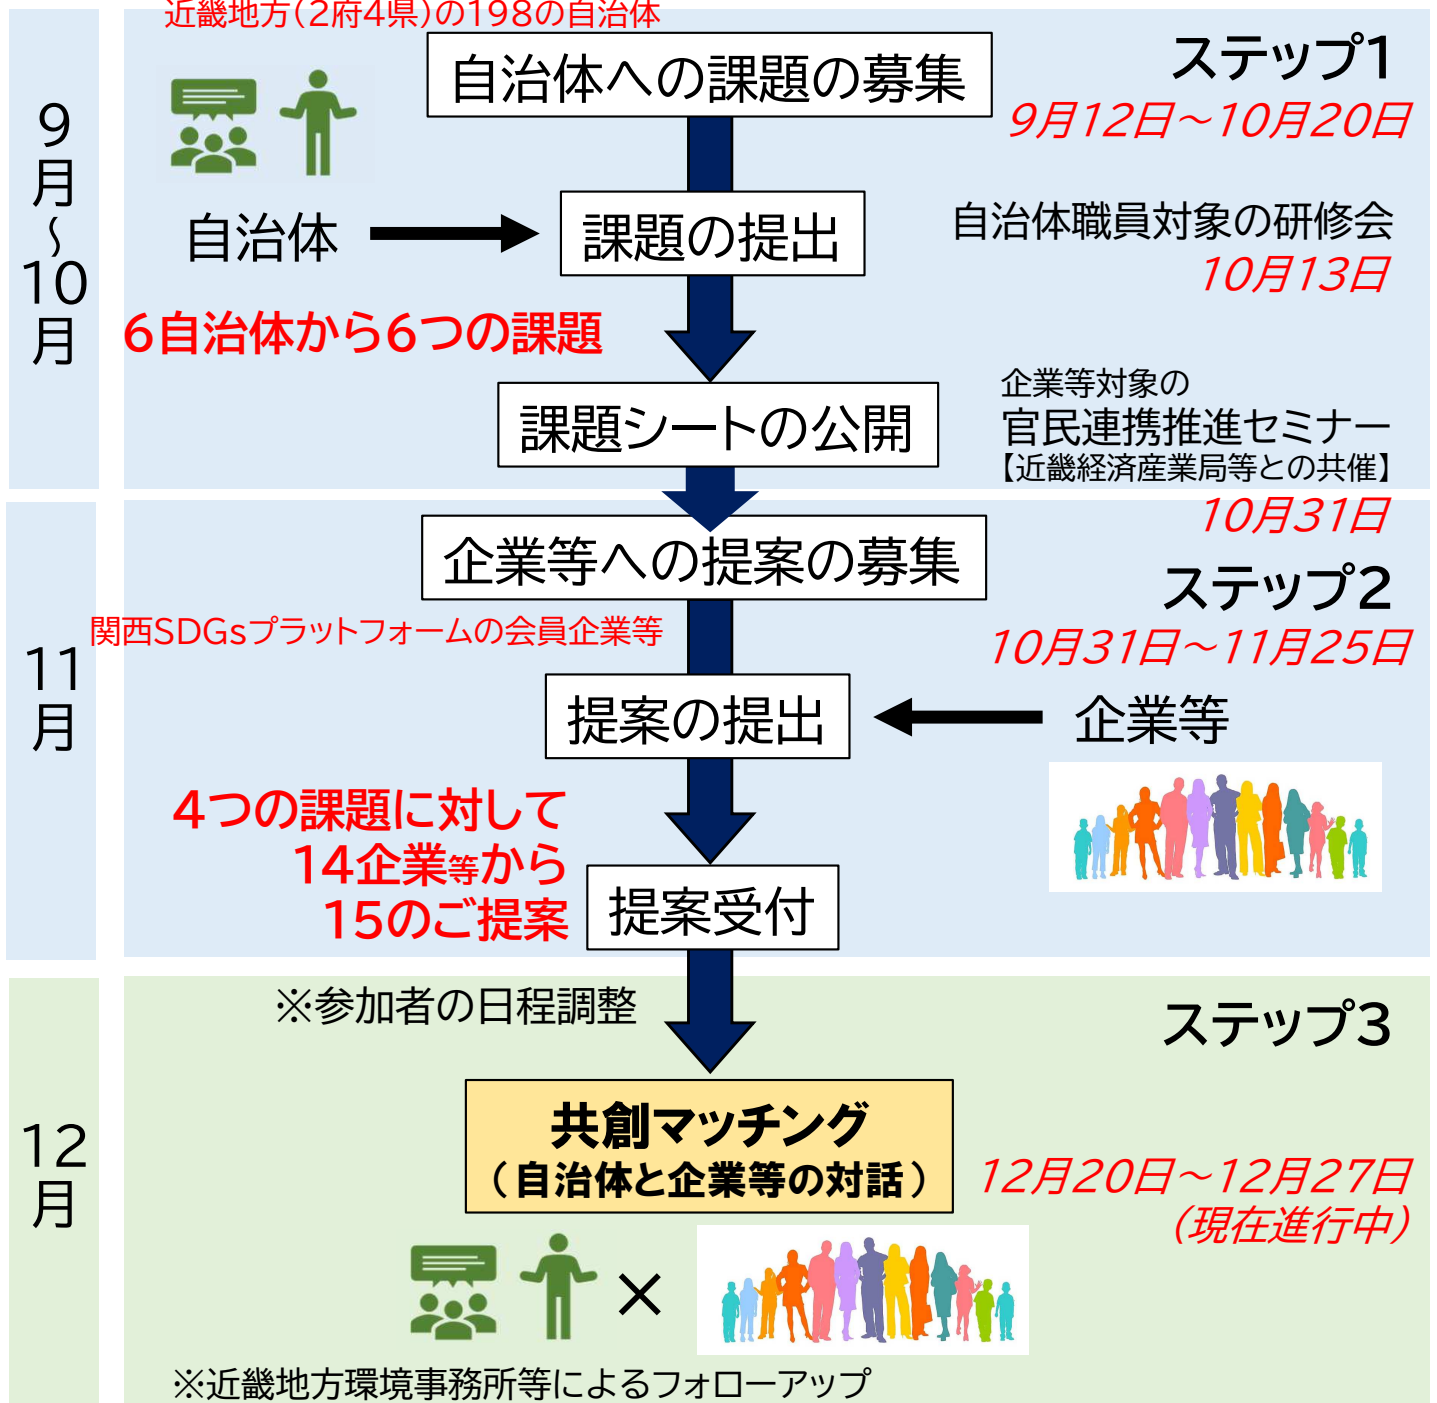 近畿地方(2府4県)の198の自治体
9月～10月
自治体への課題の募集
ステップ1
9月12日～10月20日
自治体
課題の提出
自治体職員対象の研修会
10月13日
6自治体から6つの課題
課題シートの公開
企業等対象の
官民連携推進セミナー
【近畿経済産業局等との共催】
10月31日
11月
企業等への提案の募集
ステップ2
関西SDGsプラットフォームの会員企業等
10月31日～11月25日
提案の提出
企業等
4つの課題に対して
14企業等から
15のご提案
提案受付
12月
※参加者の日程調整
ステップ3
共創マッチング
(自治体と企業等の対話)
12月20日～12月27日
(現在進行中)
×
※近畿地方環境事務所等によるフォローアップ